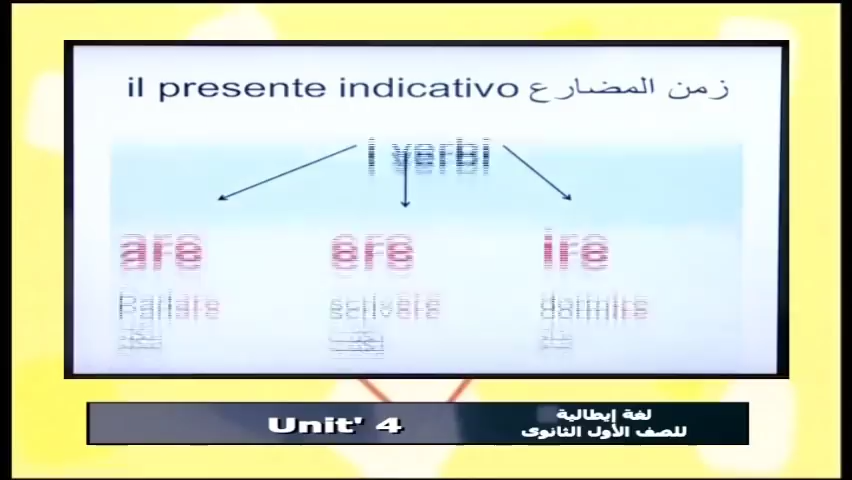 il presente indicativo زمن المضارع
i verbi
are ere ire
Parlare scrivere dormire
Unit' 4
لغة إيطالية
للصف الأول الثانوى